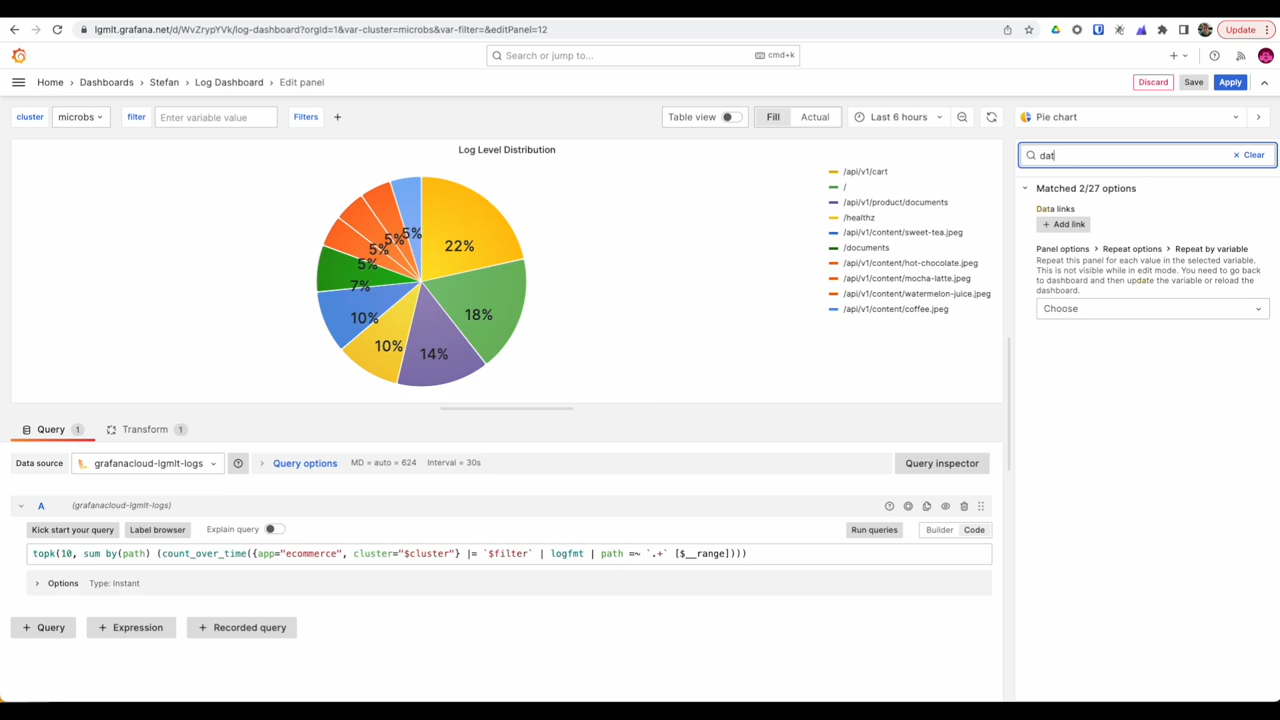 lgmlt.grafana.net/d/WvZrypYVk/log-dashboard?orgId=1&var-cluster=microbs&var-filter=&editPanel=12
Update
Search or jump to...
cmd+k
Home > Dashboards > Stefan > Log Dashboard > Edit panel
Discard
Save
Apply
cluster
microbs
filter
Enter variable value
Filters
Table view
Fill
Actual
Last 6 hours
Pie chart
Log Level Distribution
dat
Clear
Matched 2/27 options
Data links
+ Add link
Panel options > Repeat options > Repeat by variable
Repeat this panel for each value in the selected variable.
This is not visible while in edit mode. You need to go back
to dashboard and then update the variable or reload the
dashboard.
Choose
22%
18%
14%
10%
10%
7%
5%
5%
5%
5%
/api/v1/cart
/
/api/v1/product/documents
/healthz
/api/v1/content/sweet-tea.jpeg
/documents
/api/v1/content/hot-chocolate.jpeg
/api/v1/content/mocha-latte.jpeg
/api/v1/content/watermelon-juice.jpeg
/api/v1/content/coffee.jpeg
Query 1
Transform 1
Data source
grafanacloud-lgmlt-logs
Query options
MD = auto = 624
Interval = 30s
Query inspector
A
(grafanacloud-lgmlt-logs)
Kick start your query
Label browser
Explain query
Run queries
Builder
Code
topk(10, sum by(path) (count_over_time({app="ecommerce", cluster="$cluster"} |= `$filter` | logfmt | path =~ `.+` [$__range])))
Options
Type: Instant
+ Query
+ Expression
+ Recorded query